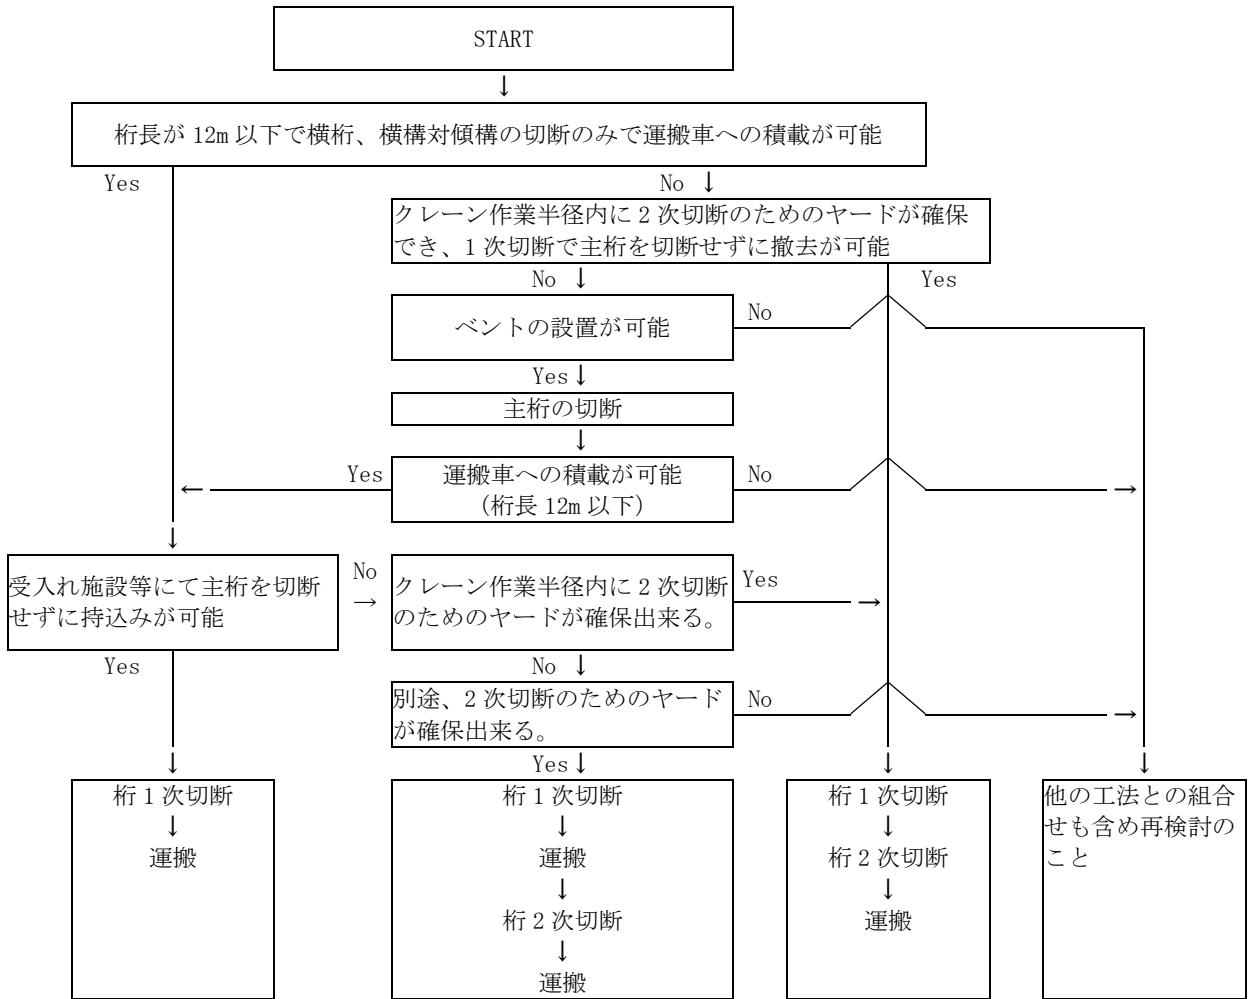 START
↓
桁長が 12m 以下で横桁、横構対傾構の切断のみで運搬車への積載が可能
Yes
No ↓
クレーン作業半径内に 2 次切断のためのヤードが確保
でき、1 次切断で主桁を切断せずに撤去が可能
No ↓
Yes
ベントの設置が可能
No
Yes ↓
主桁の切断
↓
Yes
←
運搬車への積載が可能
(桁長 12m 以下)
No
→
↓
受入れ施設等にて主桁を切断
せずに持込みが可能
No
→
クレーン作業半径内に 2 次切断
のためのヤードが確保出来る。
Yes
→
Yes
No ↓
別途、2 次切断のためのヤード
が確保出来る。
No
→
↓
Yes ↓
↓
↓
桁 1 次切断
↓
運搬
桁 1 次切断
↓
運搬
↓
桁 2 次切断
↓
運搬
桁 1 次切断
↓
桁 2 次切断
↓
運搬
他の工法との組合
せも含め再検討の
こと